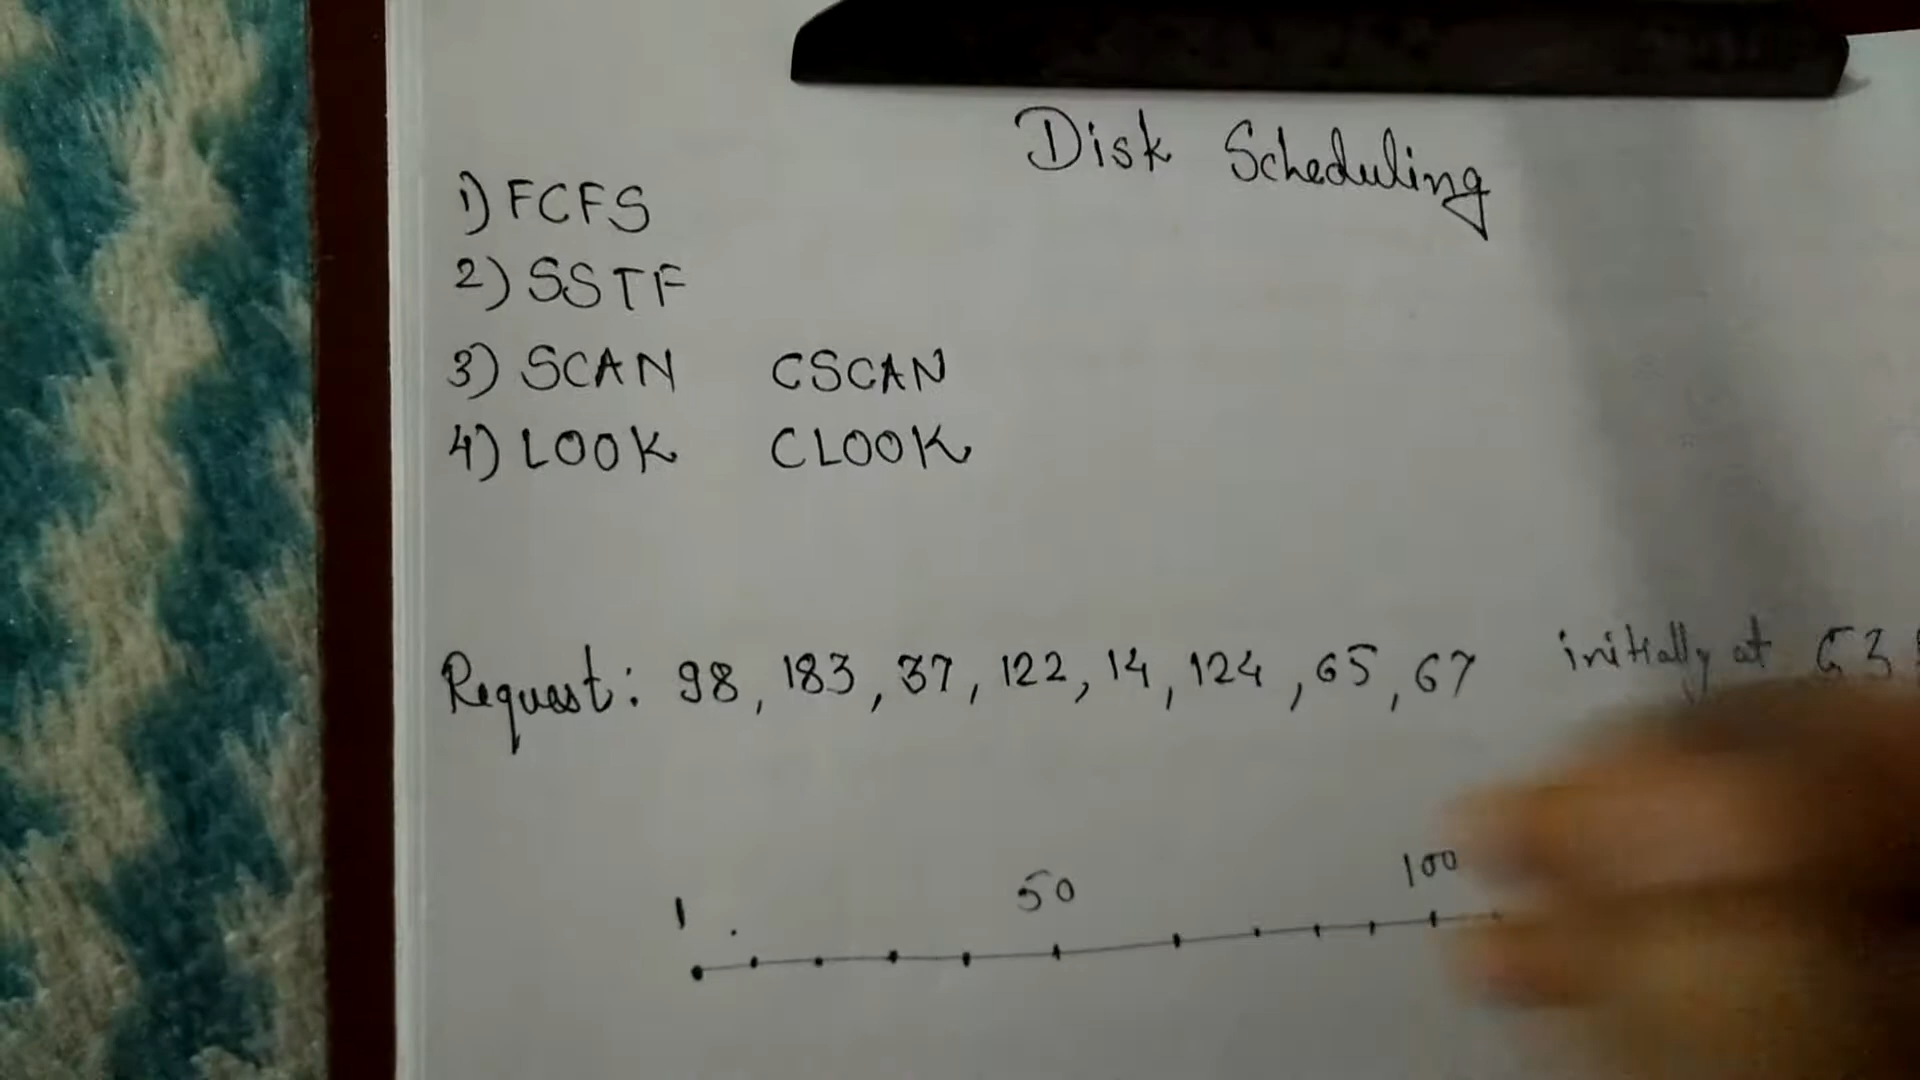 Disk Scheduling
1) FCFS
2) SSTF
3) SCAN CSCAN
4) LOOK CLOOK
Request: 98, 183, 37, 122, 14, 124, 65, 67 initially at 53
1 50 100